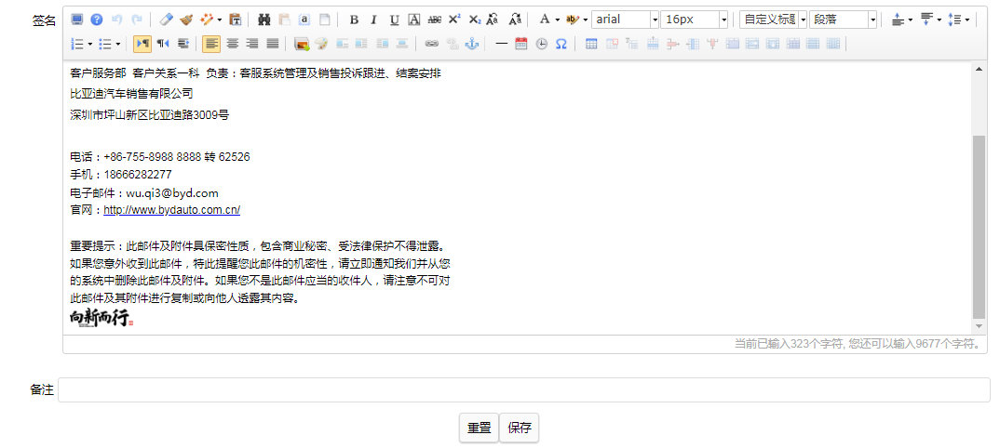 签名
B I U A ABC X² X₂
A aby arial 16px 自定义标题 段落
客户服务部 客户关系一科 负责：客服系统管理及销售投诉跟进、结案安排
比亚迪汽车销售有限公司
深圳市坪山新区比亚迪路3009号
电话：+86-755-8988 8888 转 62526
手机：18666282277
电子邮件：wu.qi3@byd.com
官网：http://www.bydauto.com.cn/
重要提示：此邮件及附件具保密性质，包含商业秘密、受法律保护不得泄露。
如果您意外收到此邮件，特此提醒您此邮件的机密性，请立即通知我们并从您
的系统中删除此邮件及附件。如果您不是此邮件应当的收件人，请注意不可对
此邮件及其附件进行复制或向他人透露其内容。
向新而行
当前已输入323个字符, 您还可以输入9677个字符。
备注
重置 保存